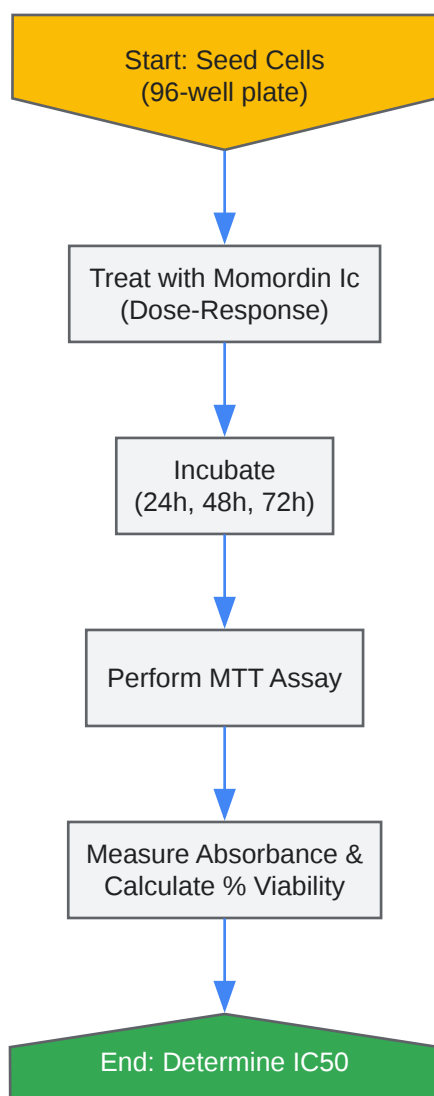 Start: Seed Cells
(96-well plate)
Treat with Momordin Ic
(Dose-Response)
Incubate
(24h, 48h, 72h)
Perform MTT Assay
Measure Absorbance &
Calculate % Viability
End: Determine IC50